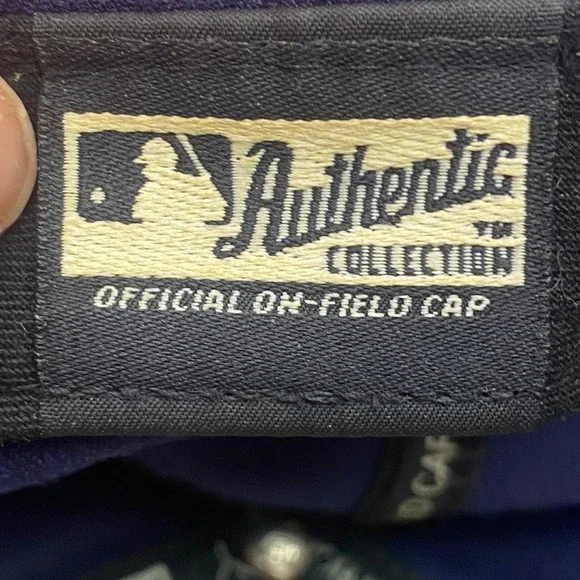 Authentic
™
COLLECTION
OFFICIAL ON-FIELD CAP